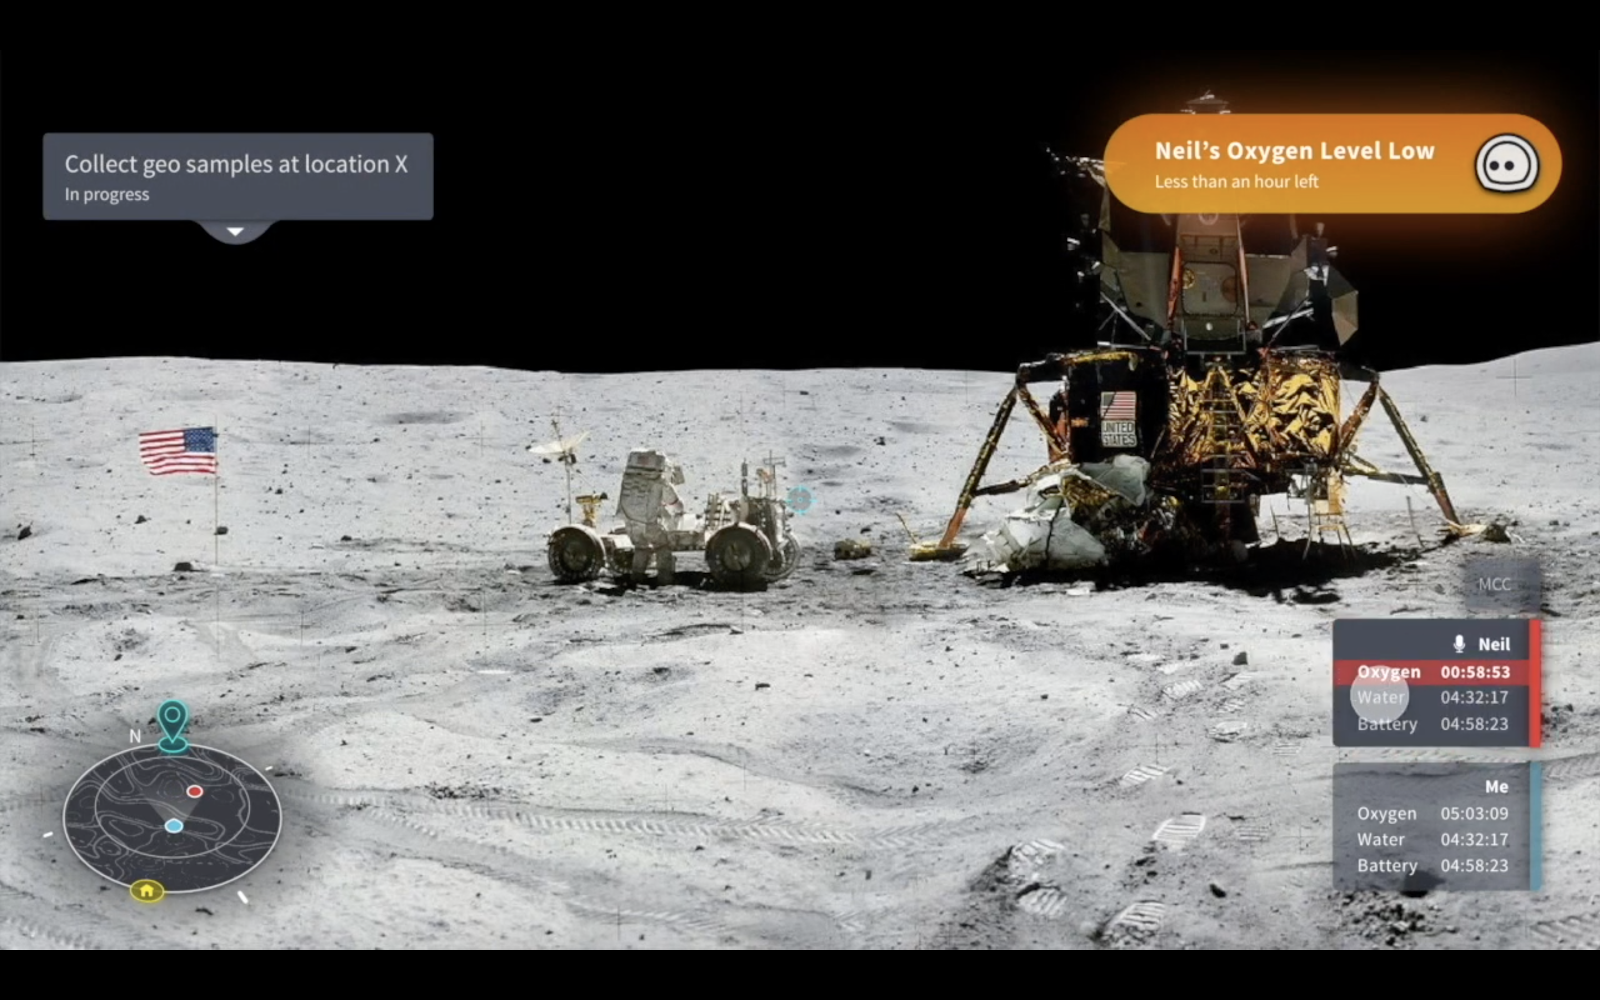 Collect geo samples at location X
In progress
Neil’s Oxygen Level Low
Less than an hour left
UNITED
STATES
MCC
Neil
Oxygen 00:58:53
Water 04:32:17
Battery 04:58:23
Me
Oxygen 05:03:09
Water 04:32:17
Battery 04:58:23
N